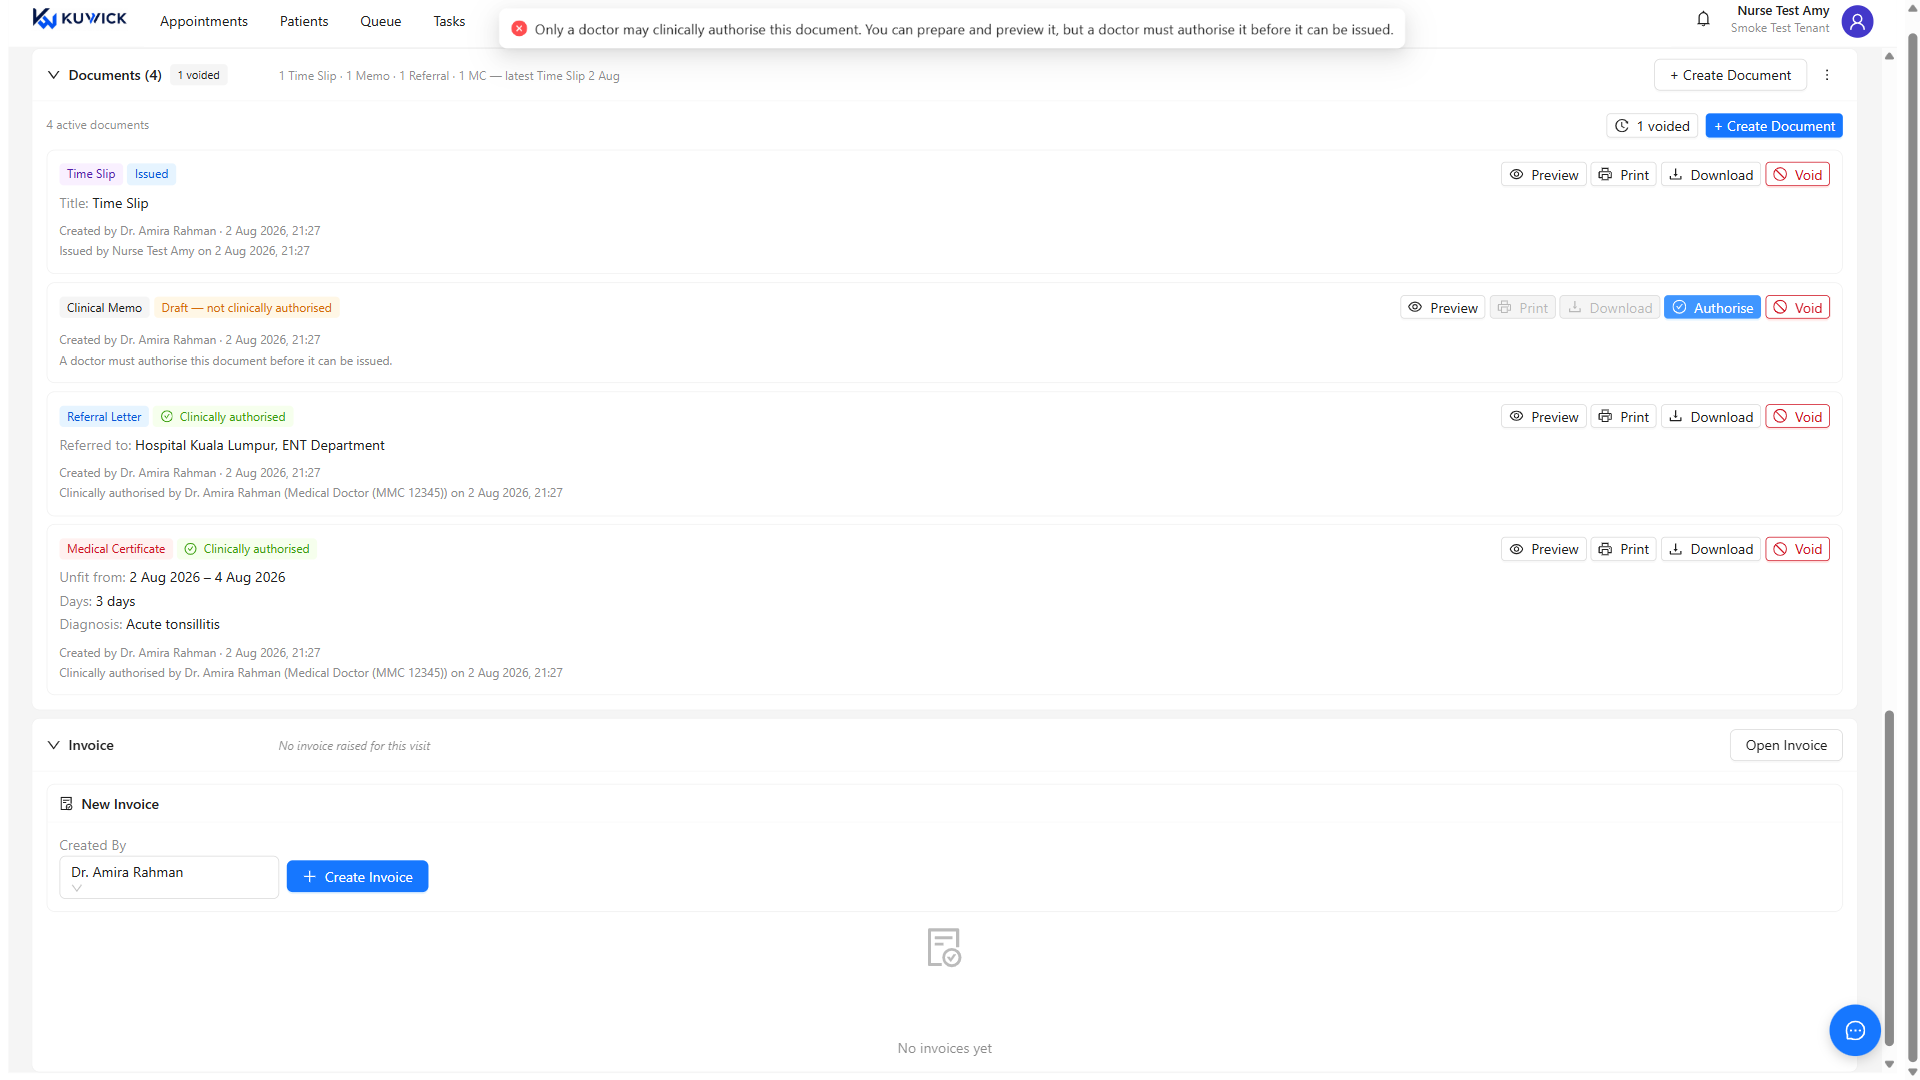 KUWICK
Appointments
Patients
Queue
Tasks
Only a doctor may clinically authorise this document. You can prepare and preview it, but a doctor must authorise it before it can be issued.
Nurse Test Amy
Smoke Test Tenant
Documents (4)
1 voided
1 Time Slip · 1 Memo · 1 Referral · 1 MC — latest Time Slip 2 Aug
+ Create Document
4 active documents
1 voided
+ Create Document
Time Slip
Issued
Preview
Print
Download
Void
Title: Time Slip
Created by Dr. Amira Rahman · 2 Aug 2026, 21:27
Issued by Nurse Test Amy on 2 Aug 2026, 21:27
Clinical Memo
Draft — not clinically authorised
Preview
Print
Download
Authorise
Void
Created by Dr. Amira Rahman · 2 Aug 2026, 21:27
A doctor must authorise this document before it can be issued.
Referral Letter
Clinically authorised
Preview
Print
Download
Void
Referred to: Hospital Kuala Lumpur, ENT Department
Created by Dr. Amira Rahman · 2 Aug 2026, 21:27
Clinically authorised by Dr. Amira Rahman (Medical Doctor (MMC 12345)) on 2 Aug 2026, 21:27
Medical Certificate
Clinically authorised
Preview
Print
Download
Void
Unfit from: 2 Aug 2026 – 4 Aug 2026
Days: 3 days
Diagnosis: Acute tonsillitis
Created by Dr. Amira Rahman · 2 Aug 2026, 21:27
Clinically authorised by Dr. Amira Rahman (Medical Doctor (MMC 12345)) on 2 Aug 2026, 21:27
Invoice
No invoice raised for this visit
Open Invoice
New Invoice
Created By
Dr. Amira Rahman
+ Create Invoice
No invoices yet